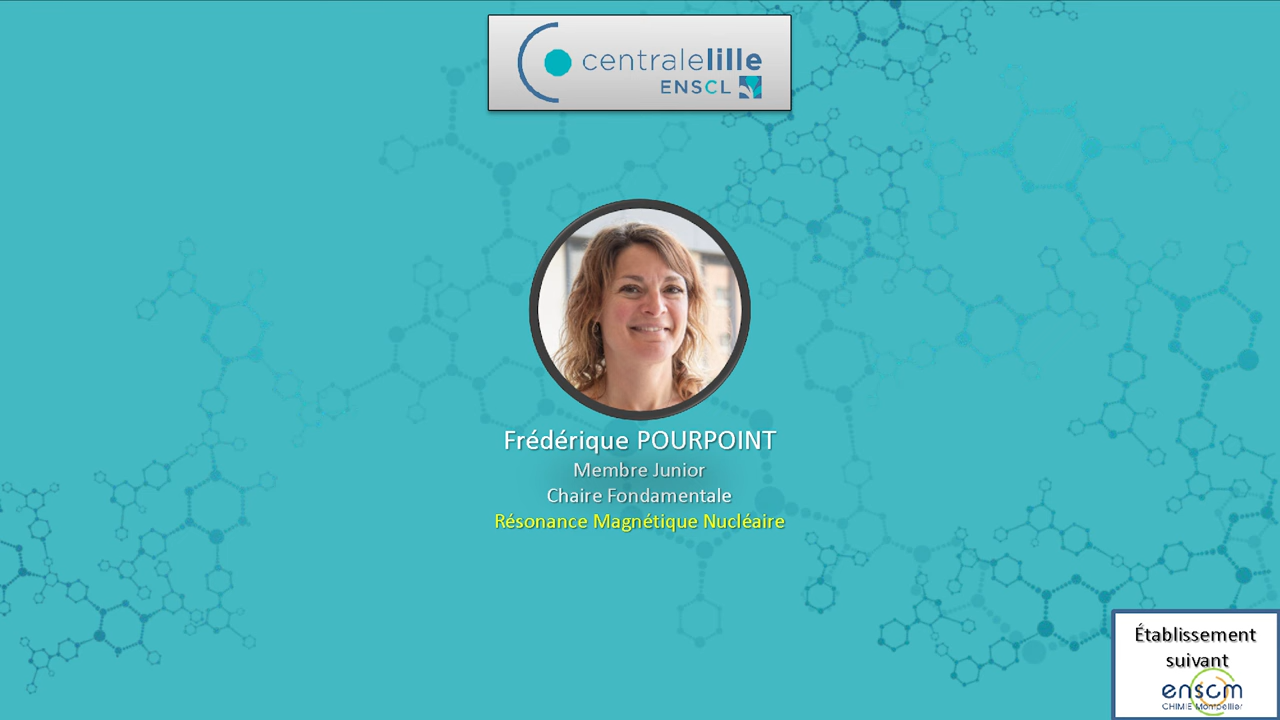 centralelille
ENSCL
Frédérique POURPOINT
Membre Junior
Chaire Fondamentale
Résonance Magnétique Nucléaire
Établissement
suivant
enscm
CHIMIE Montpellier